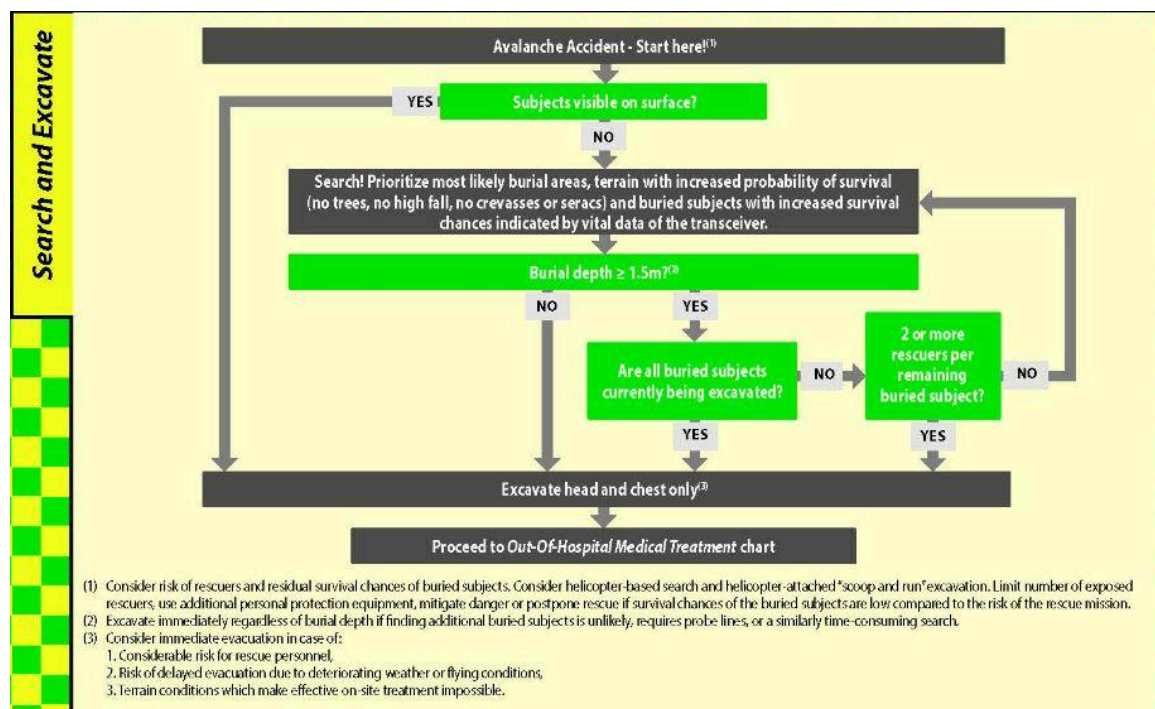 Search and Excavate
Avalanche Accident - Start here!(1)
YES
Subjects visible on surface?
NO
Search! Prioritize most likely burial areas, terrain with increased probability of survival
(no trees, no high fall, no crevasses or seracs) and buried subjects with increased survival
chances indicated by vital data of the transceiver.
Burial depth ≥ 1.5m?(2)
NO
YES
Are all buried subjects
currently being excavated?
NO
2 or more
rescuers per
remaining
buried subject?
NO
YES
YES
Excavate head and chest only(3)
Proceed to Out-Of-Hospital Medical Treatment chart
(1) Consider risk of rescuers and residual survival chances of buried subjects. Consider helicopter-based search and helicopter-attached "scoop and run" excavation. Limit number of exposed
rescuers, use additional personal protection equipment, mitigate danger or postpone rescue if survival chances of the buried subjects are low compared to the risk of the rescue mission.
(2) Excavate immediately regardless of burial depth if finding additional buried subjects is unlikely, requires probe lines, or a similarly time-consuming search.
(3) Consider immediate evacuation in case of:
1. Considerable risk for rescue personnel,
2. Risk of delayed evacuation due to deteriorating weather or flying conditions,
3. Terrain conditions which make effective on-site treatment impossible.